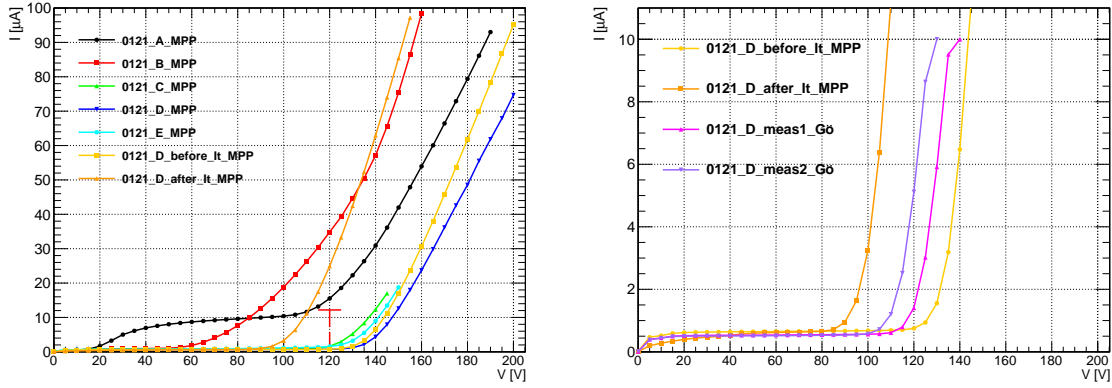 I [µA]
100
90
80
70
60
50
40
30
20
10
0
0121_A_MPP
0121_B_MPP
0121_C_MPP
0121_D_MPP
0121_E_MPP
0121_D_before_It_MPP
0121_D_after_It_MPP
0 20 40 60 80 100 120 140 160 180 200
V [V]
I [µA]
10
8
6
4
2
0
0121_D_before_It_MPP
0121_D_after_It_MPP
0121_D_meas1_Gö
0121_D_meas2_Gö
0 20 40 60 80 100 120 140 160 180 200
V [V]